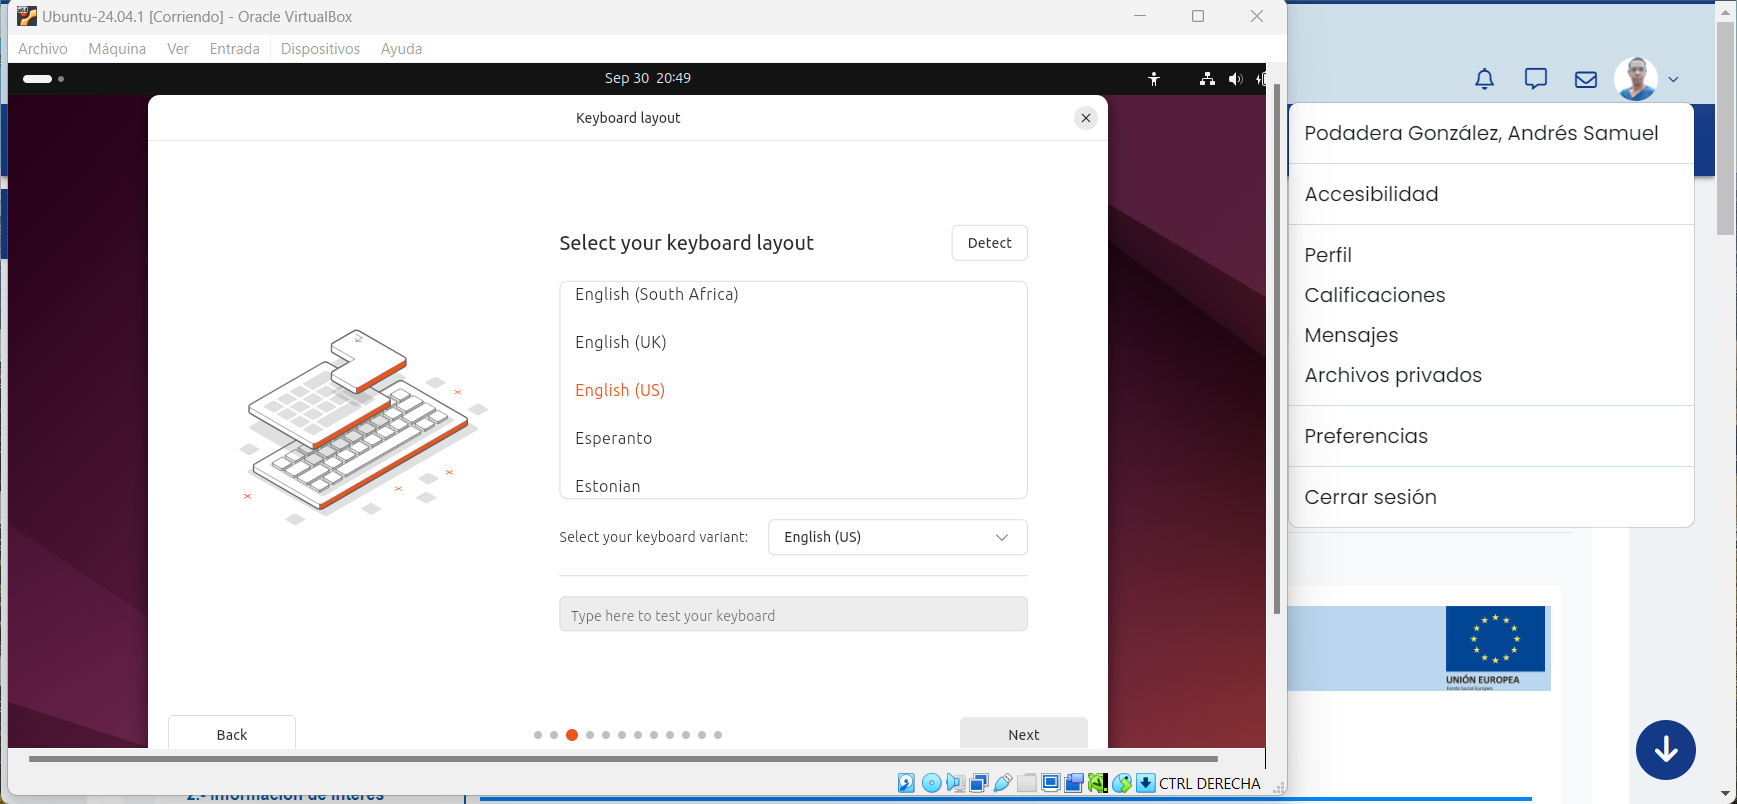 Ubuntu-24.04.1 [Corriendo] - Oracle VirtualBox
Archivo Máquina Ver Entrada Dispositivos Ayuda
Sep 30 20:49
Keyboard layout
Select your keyboard layout
Detect
English (South Africa)
English (UK)
English (US)
Esperanto
Estonian
Select your keyboard variant:
English (US)
Type here to test your keyboard
Back
Next
CTRL DERECHA
Podadera González, Andrés Samuel
Accesibilidad
Perfil
Calificaciones
Mensajes
Archivos privados
Preferencias
Cerrar sesión
UNIÓN EUROPEA
Fondo Social Europeo
2.- Información de interés